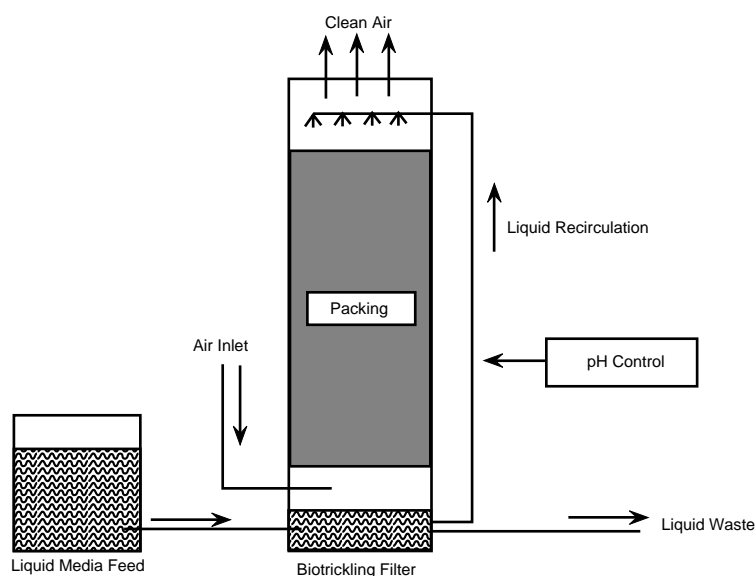 Clean Air
Liquid Recirculation
Packing
Air Inlet
pH Control
Liquid Waste
Liquid Media Feed
Biotrickling Filter